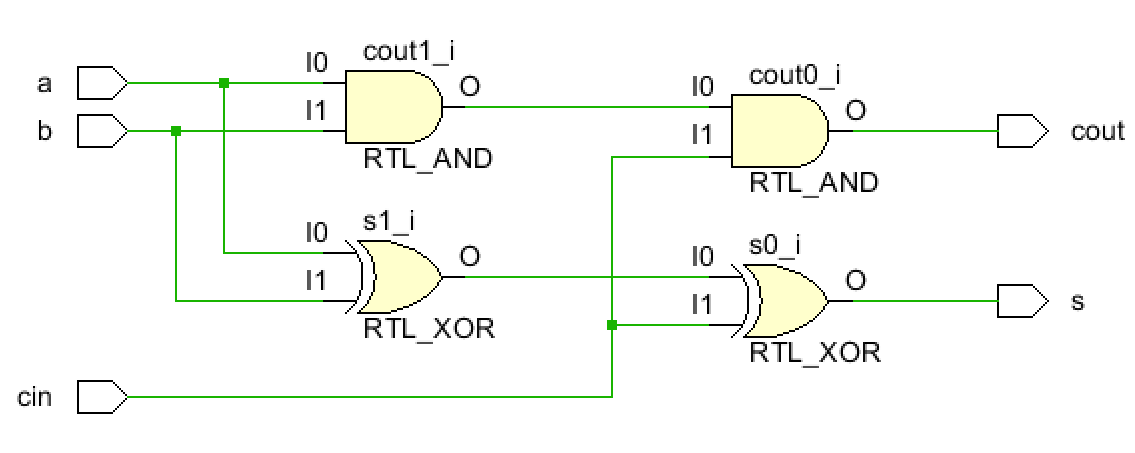 cout1_i
a I0 O
b I1
RTL_AND
cout0_i
I0 O cout
I1
RTL_AND
s1_i
I0 O
I1
RTL_XOR
s0_i
I0 O s
I1
RTL_XOR
cin